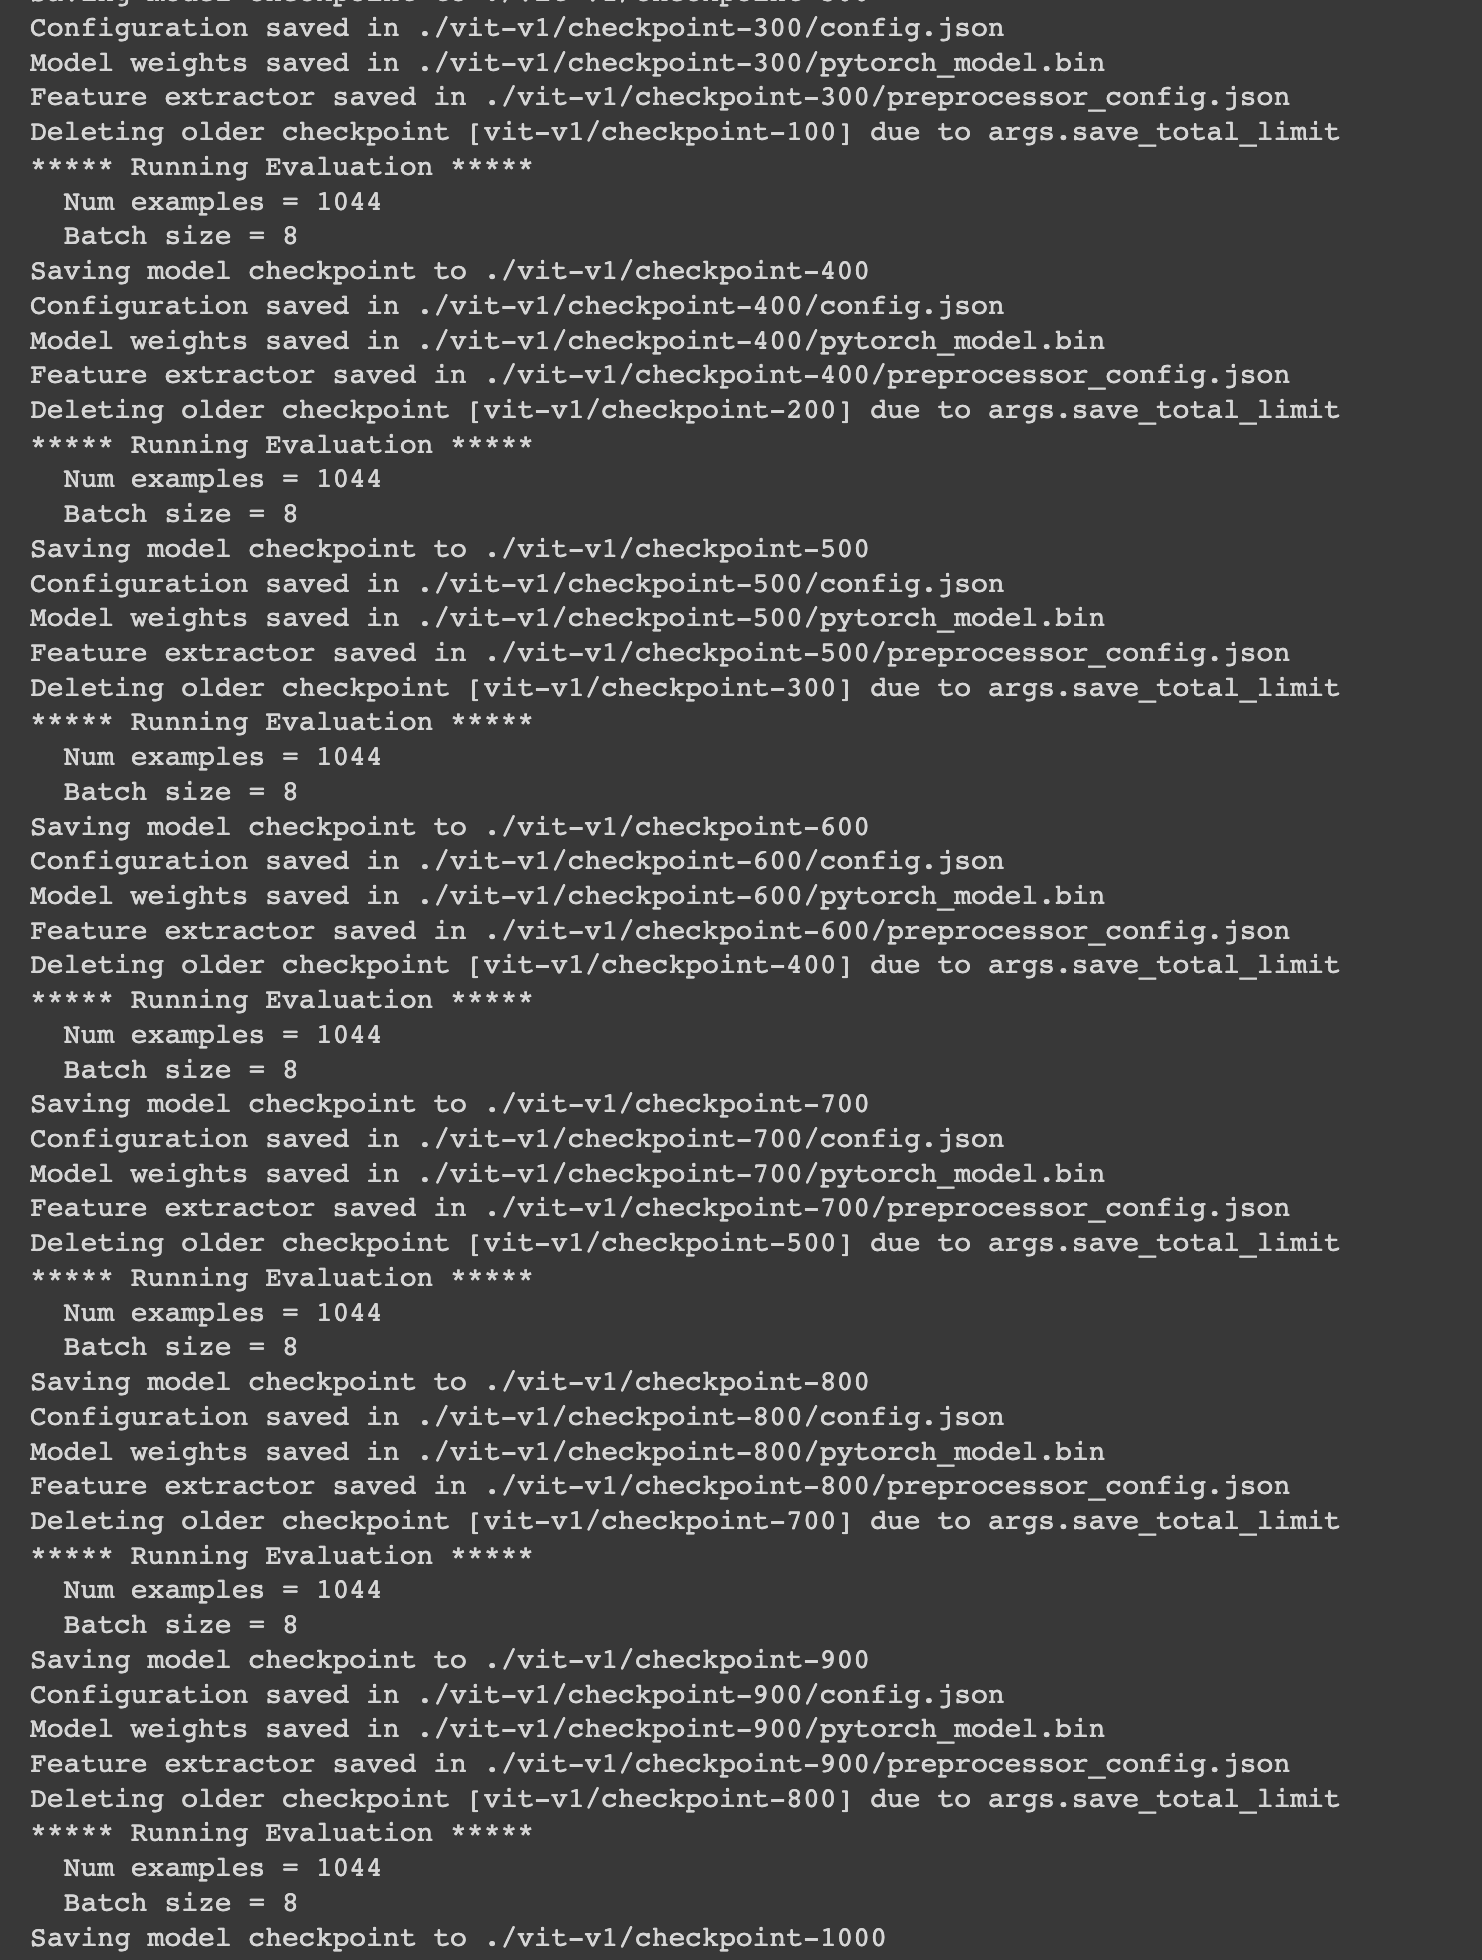 Saving model checkpoint to ./vit-v1/checkpoint-300
Configuration saved in ./vit-v1/checkpoint-300/config.json
Model weights saved in ./vit-v1/checkpoint-300/pytorch_model.bin
Feature extractor saved in ./vit-v1/checkpoint-300/preprocessor_config.json
Deleting older checkpoint [vit-v1/checkpoint-100] due to args.save_total_limit
***** Running Evaluation *****
  Num examples = 1044
  Batch size = 8
Saving model checkpoint to ./vit-v1/checkpoint-400
Configuration saved in ./vit-v1/checkpoint-400/config.json
Model weights saved in ./vit-v1/checkpoint-400/pytorch_model.bin
Feature extractor saved in ./vit-v1/checkpoint-400/preprocessor_config.json
Deleting older checkpoint [vit-v1/checkpoint-200] due to args.save_total_limit
***** Running Evaluation *****
  Num examples = 1044
  Batch size = 8
Saving model checkpoint to ./vit-v1/checkpoint-500
Configuration saved in ./vit-v1/checkpoint-500/config.json
Model weights saved in ./vit-v1/checkpoint-500/pytorch_model.bin
Feature extractor saved in ./vit-v1/checkpoint-500/preprocessor_config.json
Deleting older checkpoint [vit-v1/checkpoint-300] due to args.save_total_limit
***** Running Evaluation *****
  Num examples = 1044
  Batch size = 8
Saving model checkpoint to ./vit-v1/checkpoint-600
Configuration saved in ./vit-v1/checkpoint-600/config.json
Model weights saved in ./vit-v1/checkpoint-600/pytorch_model.bin
Feature extractor saved in ./vit-v1/checkpoint-600/preprocessor_config.json
Deleting older checkpoint [vit-v1/checkpoint-400] due to args.save_total_limit
***** Running Evaluation *****
  Num examples = 1044
  Batch size = 8
Saving model checkpoint to ./vit-v1/checkpoint-700
Configuration saved in ./vit-v1/checkpoint-700/config.json
Model weights saved in ./vit-v1/checkpoint-700/pytorch_model.bin
Feature extractor saved in ./vit-v1/checkpoint-700/preprocessor_config.json
Deleting older checkpoint [vit-v1/checkpoint-500] due to args.save_total_limit
***** Running Evaluation *****
  Num examples = 1044
  Batch size = 8
Saving model checkpoint to ./vit-v1/checkpoint-800
Configuration saved in ./vit-v1/checkpoint-800/config.json
Model weights saved in ./vit-v1/checkpoint-800/pytorch_model.bin
Feature extractor saved in ./vit-v1/checkpoint-800/preprocessor_config.json
Deleting older checkpoint [vit-v1/checkpoint-700] due to args.save_total_limit
***** Running Evaluation *****
  Num examples = 1044
  Batch size = 8
Saving model checkpoint to ./vit-v1/checkpoint-900
Configuration saved in ./vit-v1/checkpoint-900/config.json
Model weights saved in ./vit-v1/checkpoint-900/pytorch_model.bin
Feature extractor saved in ./vit-v1/checkpoint-900/preprocessor_config.json
Deleting older checkpoint [vit-v1/checkpoint-800] due to args.save_total_limit
***** Running Evaluation *****
  Num examples = 1044
  Batch size = 8
Saving model checkpoint to ./vit-v1/checkpoint-1000